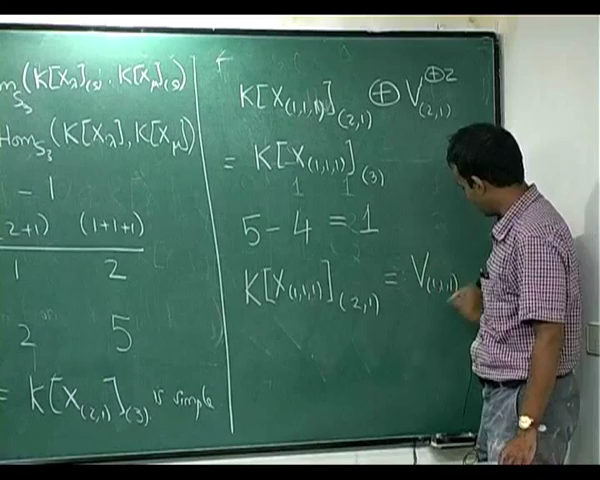 Hom_{S_3}(K[X_λ]_{(3)}, K[X_μ]_{(3)})
Hom_{S_3}(K[X_λ], K[X_μ])
- 1
(2+1) (1+1+1)
1 2
2 5
= K[X_{(2,1)}]_{(3)} is simple
K[X_{(1,1,1)}]_{(2,1)} ⊕ V_{(2,1)}^{⊕2}
= K[X_{(1,1,1)}]_{(3)}
5 - 4 = 1
K[X_{(1,1,1)}]_{(2,1)} = V_{(1,1,1)}